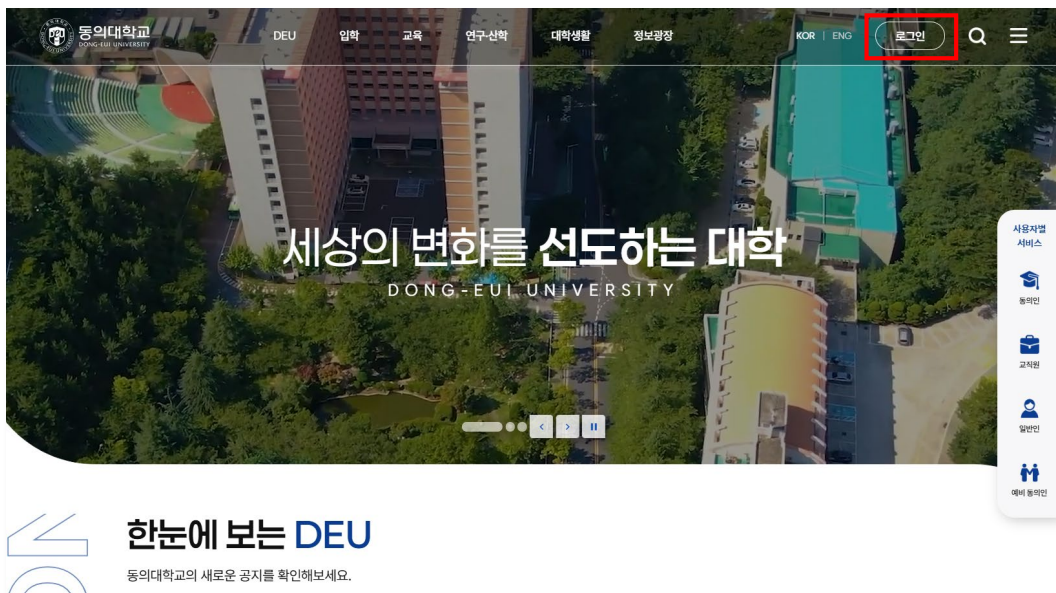 동의대학교
DONG-EUI UNIVERSITY
DEU 입학 교육 연구·산학 대학생활 정보광장
KOR | ENG 로그인
세상의 변화를 선도하는 대학
DONG-EUI UNIVERSITY
사용자별
서비스
동의인
교직원
일반인
예비 동의인
한눈에 보는 DEU
동의대학교의 새로운 공지를 확인해보세요.